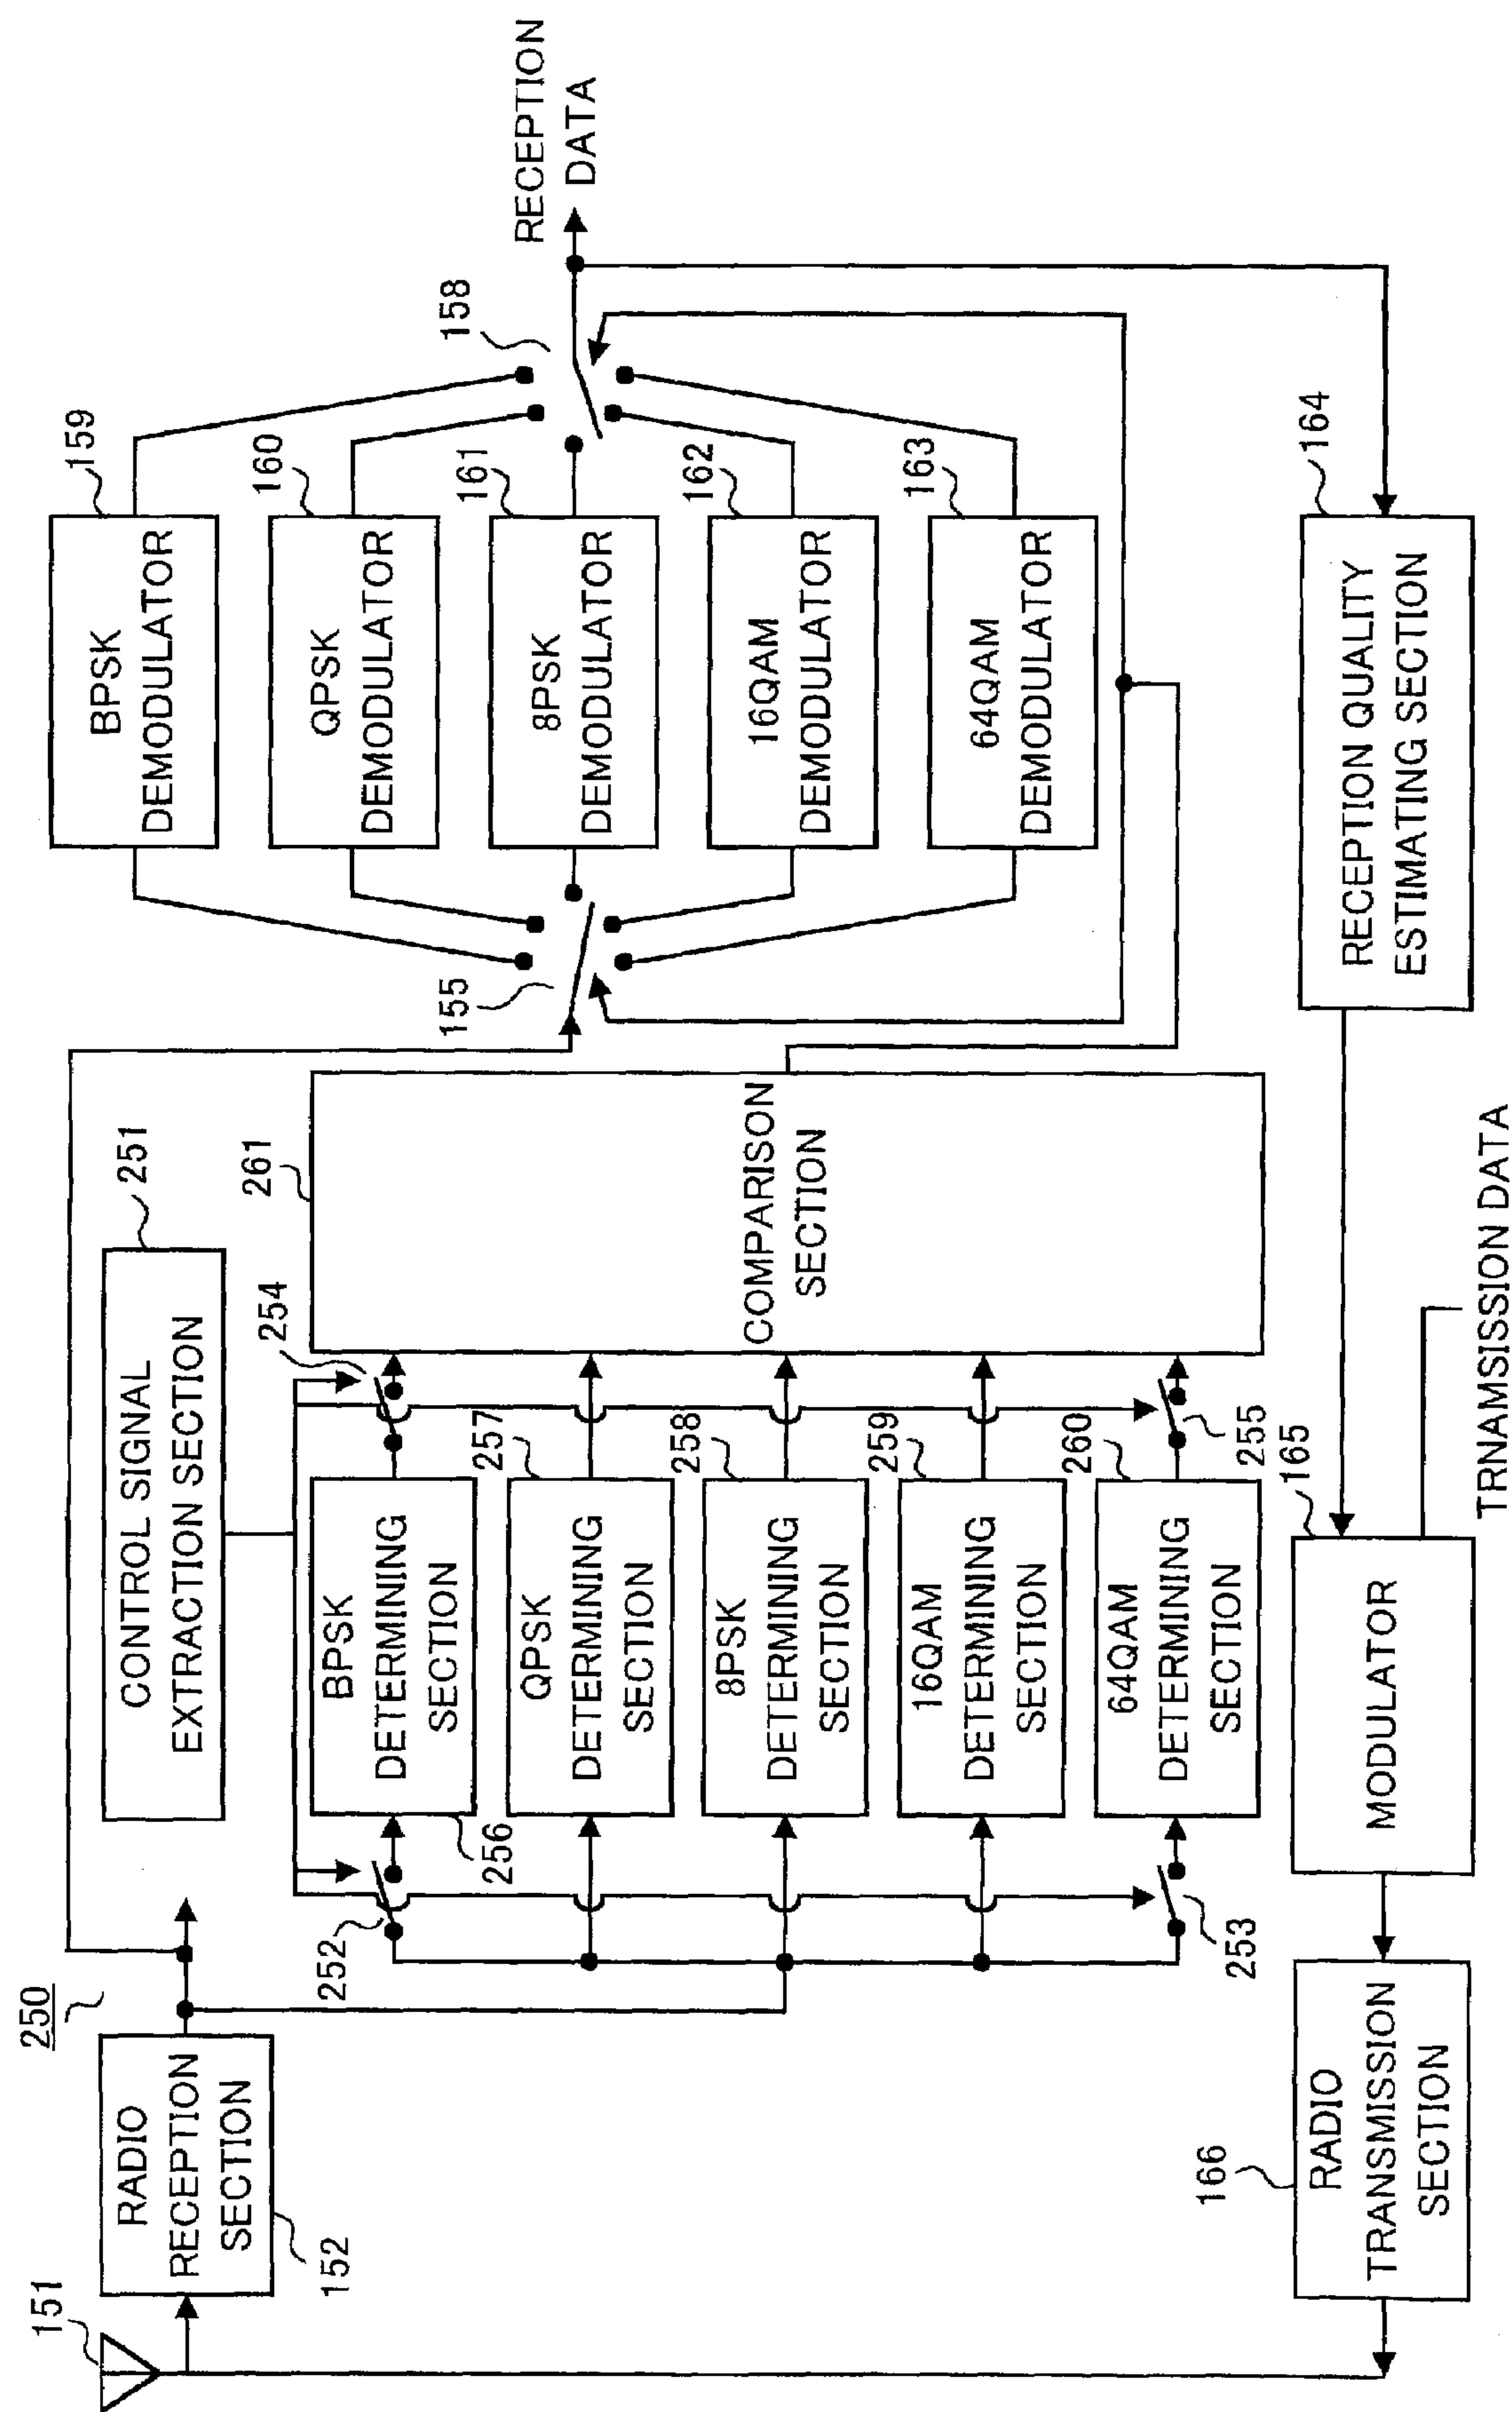 250
151
RADIO
RECEPTION
SECTION
152
CONTROL SIGNAL
EXTRACTION SECTION
251
252
253
254
255
BPSK
DETERMINING
SECTION
256
QPSK
DETERMINING
SECTION
257
8PSK
DETERMINING
SECTION
258
16QAM
DETERMINING
SECTION
259
64QAM
DETERMINING
SECTION
260
COMPARISON
SECTION
261
155
BPSK
DEMODULATOR
159
QPSK
DEMODULATOR
160
8PSK
DEMODULATOR
161
16QAM
DEMODULATOR
162
64QAM
DEMODULATOR
163
158
RECEPTION
DATA
RADIO
TRANSMISSION
SECTION
166
MODULATOR
165
TRNAMSISSION DATA
RECEPTION QUALITY
ESTIMATING SECTION
164